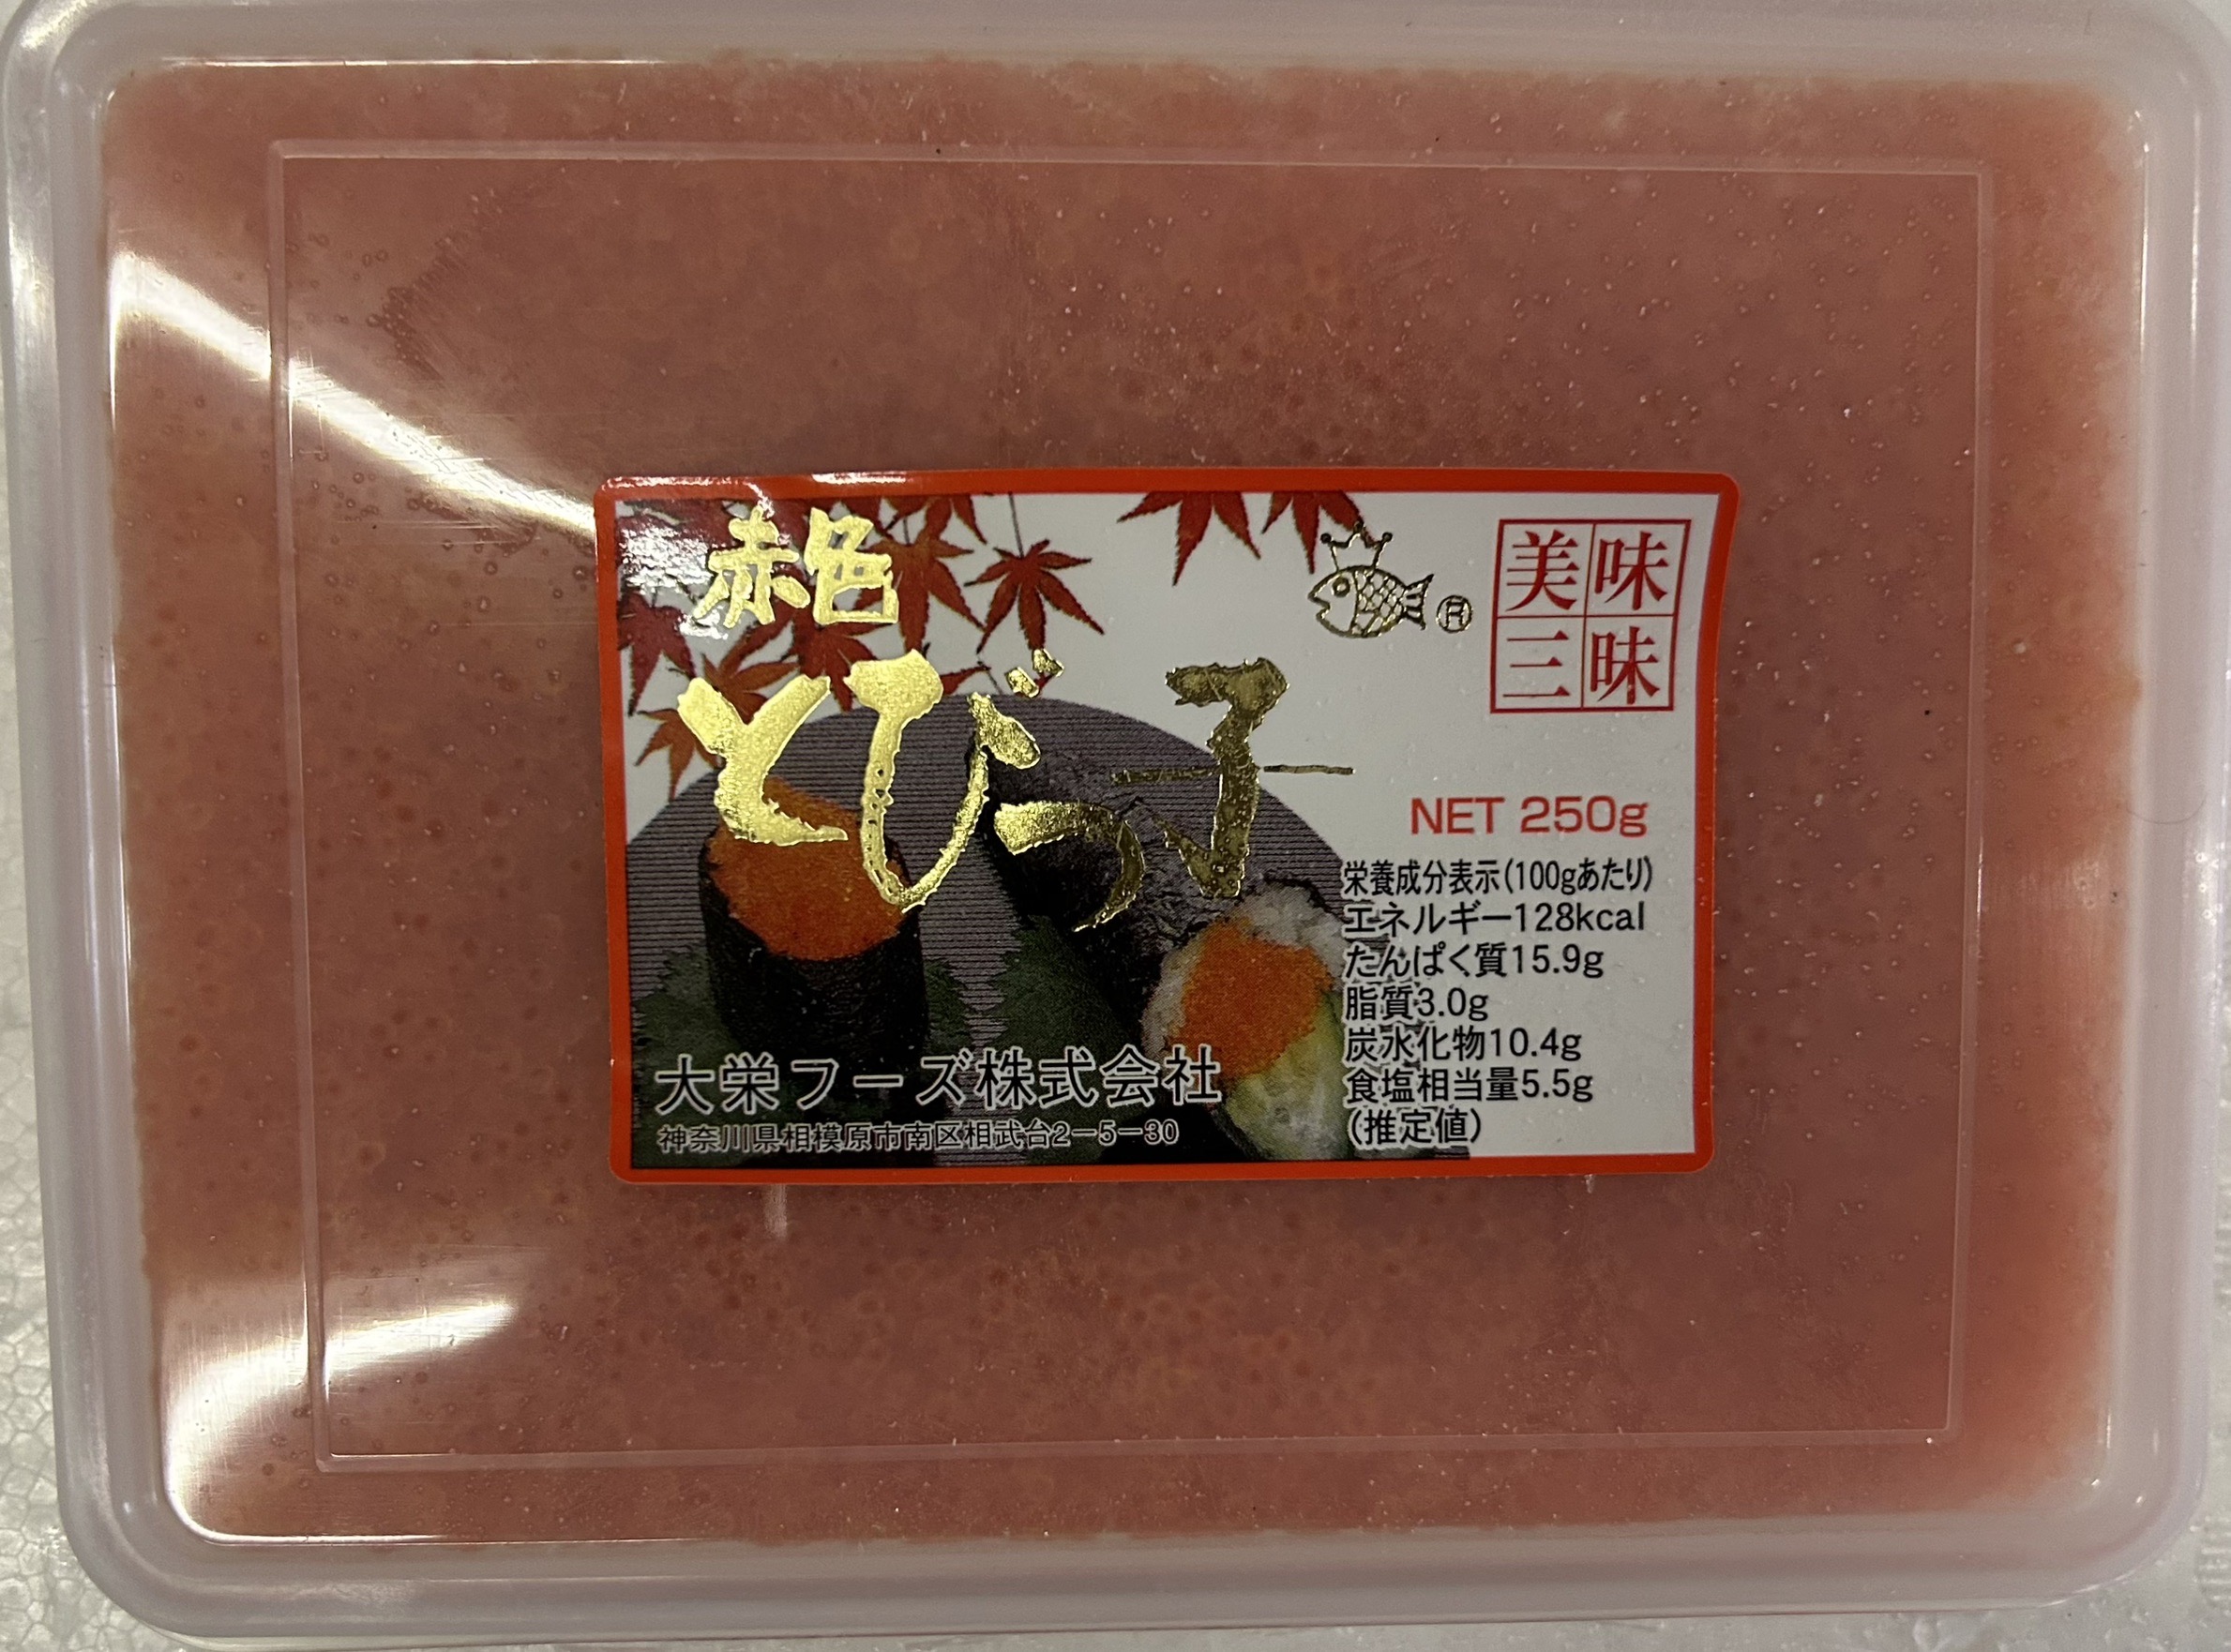 赤色
とびっ子
美味
三昧
NET 250g
栄養成分表示(100gあたり)
エネルギー128kcal
たんぱく質15.9g
脂質3.0g
炭水化物10.4g
食塩相当量5.5g
(推定値)
大栄フーズ株式会社
神奈川県相模原市南区相武台2-5-30